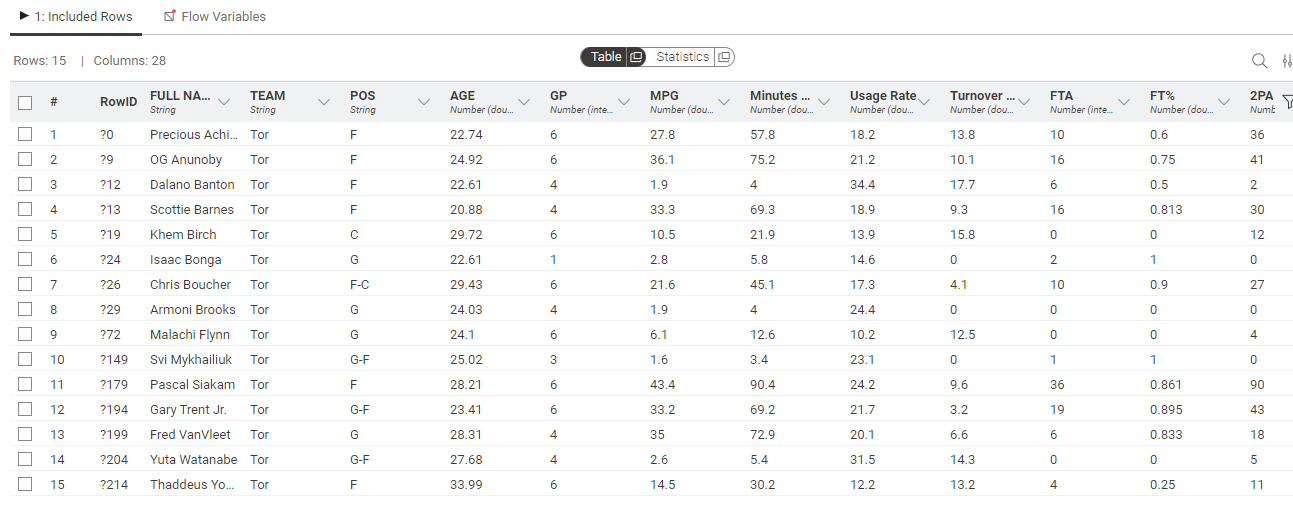 1: Included Rows Flow Variables
Rows: 15 | Columns: 28 Table Statistics
# RowID FULL NA... TEAM POS AGE GP MPG Minutes ... Usage Rate Turnover ... FTA FT% 2PA
String String String Number (dou... Number (inte... Number (dou... Number (dou... Number (dou... Number (dou... Number (inte... Number (dou... Numb
1 ?0 Precious Achi... Tor F 22.74 6 27.8 57.8 18.2 13.8 10 0.6 36
2 ?9 OG Anunoby Tor F 24.92 6 36.1 75.2 21.2 10.1 16 0.75 41
3 ?12 Dalano Banton Tor F 22.61 4 1.9 4 34.4 17.7 6 0.5 2
4 ?13 Scottie Barnes Tor F 20.88 4 33.3 69.3 18.9 9.3 16 0.813 30
5 ?19 Khem Birch Tor C 29.72 6 10.5 21.9 13.9 15.8 0 0 12
6 ?24 Isaac Bonga Tor G 22.61 1 2.8 5.8 14.6 0 2 1 0
7 ?26 Chris Boucher Tor F-C 29.43 6 21.6 45.1 17.3 4.1 10 0.9 27
8 ?29 Armoni Brooks Tor G 24.03 4 1.9 4 24.4 0 0 0 0
9 ?72 Malachi Flynn Tor G 24.1 6 6.1 12.6 10.2 12.5 0 0 4
10 ?149 Svi Mykhailiuk Tor G-F 25.02 3 1.6 3.4 23.1 0 1 1 0
11 ?179 Pascal Siakam Tor F 28.21 6 43.4 90.4 24.2 9.6 36 0.861 90
12 ?194 Gary Trent Jr. Tor G-F 23.41 6 33.2 69.2 21.7 3.2 19 0.895 43
13 ?199 Fred VanVleet Tor G 28.31 4 35 72.9 20.1 6.6 6 0.833 18
14 ?204 Yuta Watanabe Tor G-F 27.68 4 2.6 5.4 31.5 14.3 0 0 5
15 ?214 Thaddeus Yo... Tor F 33.99 6 14.5 30.2 12.2 13.2 4 0.25 11